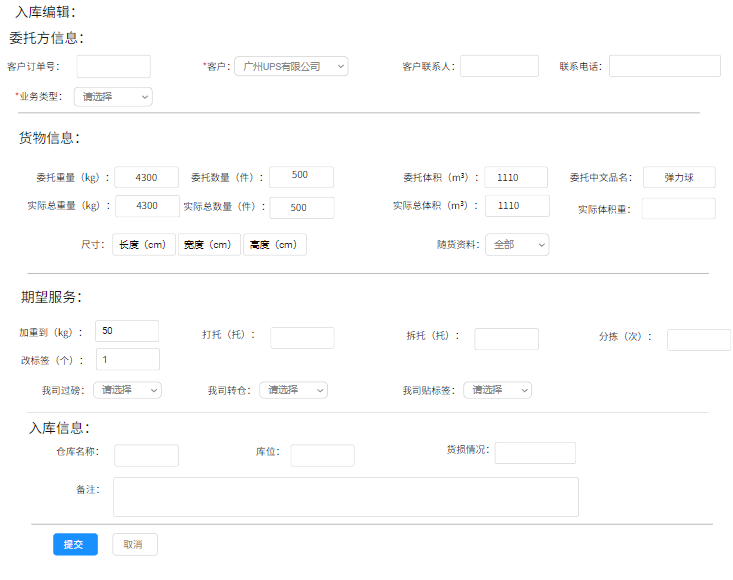 入库编辑：
委托方信息：
客户订单号： *客户： 广州UPS有限公司 客户联系人： 联系电话：
*业务类型： 请选择
货物信息：
委托重量（kg）： 4300 委托数量（件）： 500 委托体积（m³）： 1110 委托中文品名： 弹力球
实际总重量（kg）： 4300 实际总数量（件）： 500 实际总体积（m³）： 1110 实际体积重：
尺寸： 长度（cm） 宽度（cm） 高度（cm） 随货资料： 全部
期望服务：
加重到（kg）： 50 打托（托）： 拆托（托）： 分拣（次）：
改标签（个）： 1
我司过磅： 请选择 我司转仓： 请选择 我司贴标签： 请选择
入库信息：
仓库名称： 库位： 货损情况：
备注：
提交 取消